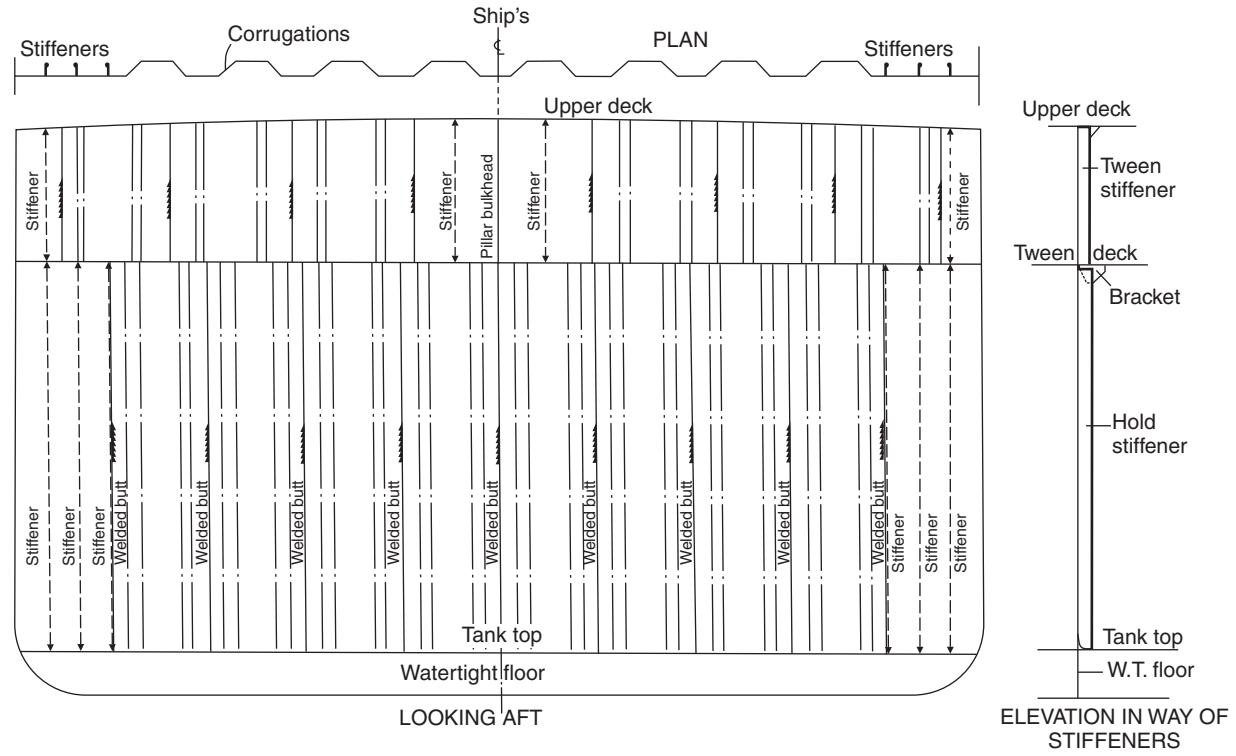 Ship's
℄
Corrugations
PLAN
Stiffeners
Stiffeners
Upper deck
Stiffener
Stiffener
Pillar bulkhead
Stiffener
Stiffener
Stiffener
Stiffener
Stiffener
Welded butt
Welded butt
Welded butt
Welded butt
Welded butt
Welded butt
Welded butt
Welded butt
Welded butt
Stiffener
Stiffener
Stiffener
Tank top
Watertight floor
LOOKING AFT
Upper deck
Tween
stiffener
Tween deck
Bracket
Hold
stiffener
Tank top
W.T. floor
ELEVATION IN WAY OF
STIFFENERS